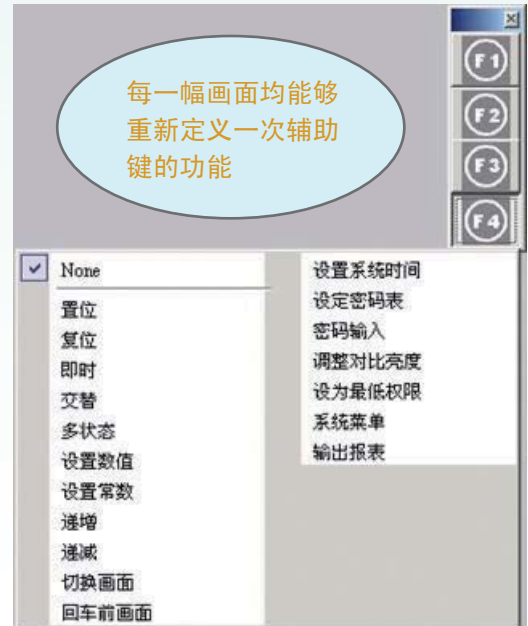 每一幅画面均能够
重新定义一次辅助
键的功能
F1
F2
F3
F4
None
置位
复位
即时
交替
多状态
设置数值
设置常数
递增
递减
切换画面
回车前画面
设置系统时间
设定密码表
密码输入
调整对比亮度
设为最低权限
系统菜单
输出报表